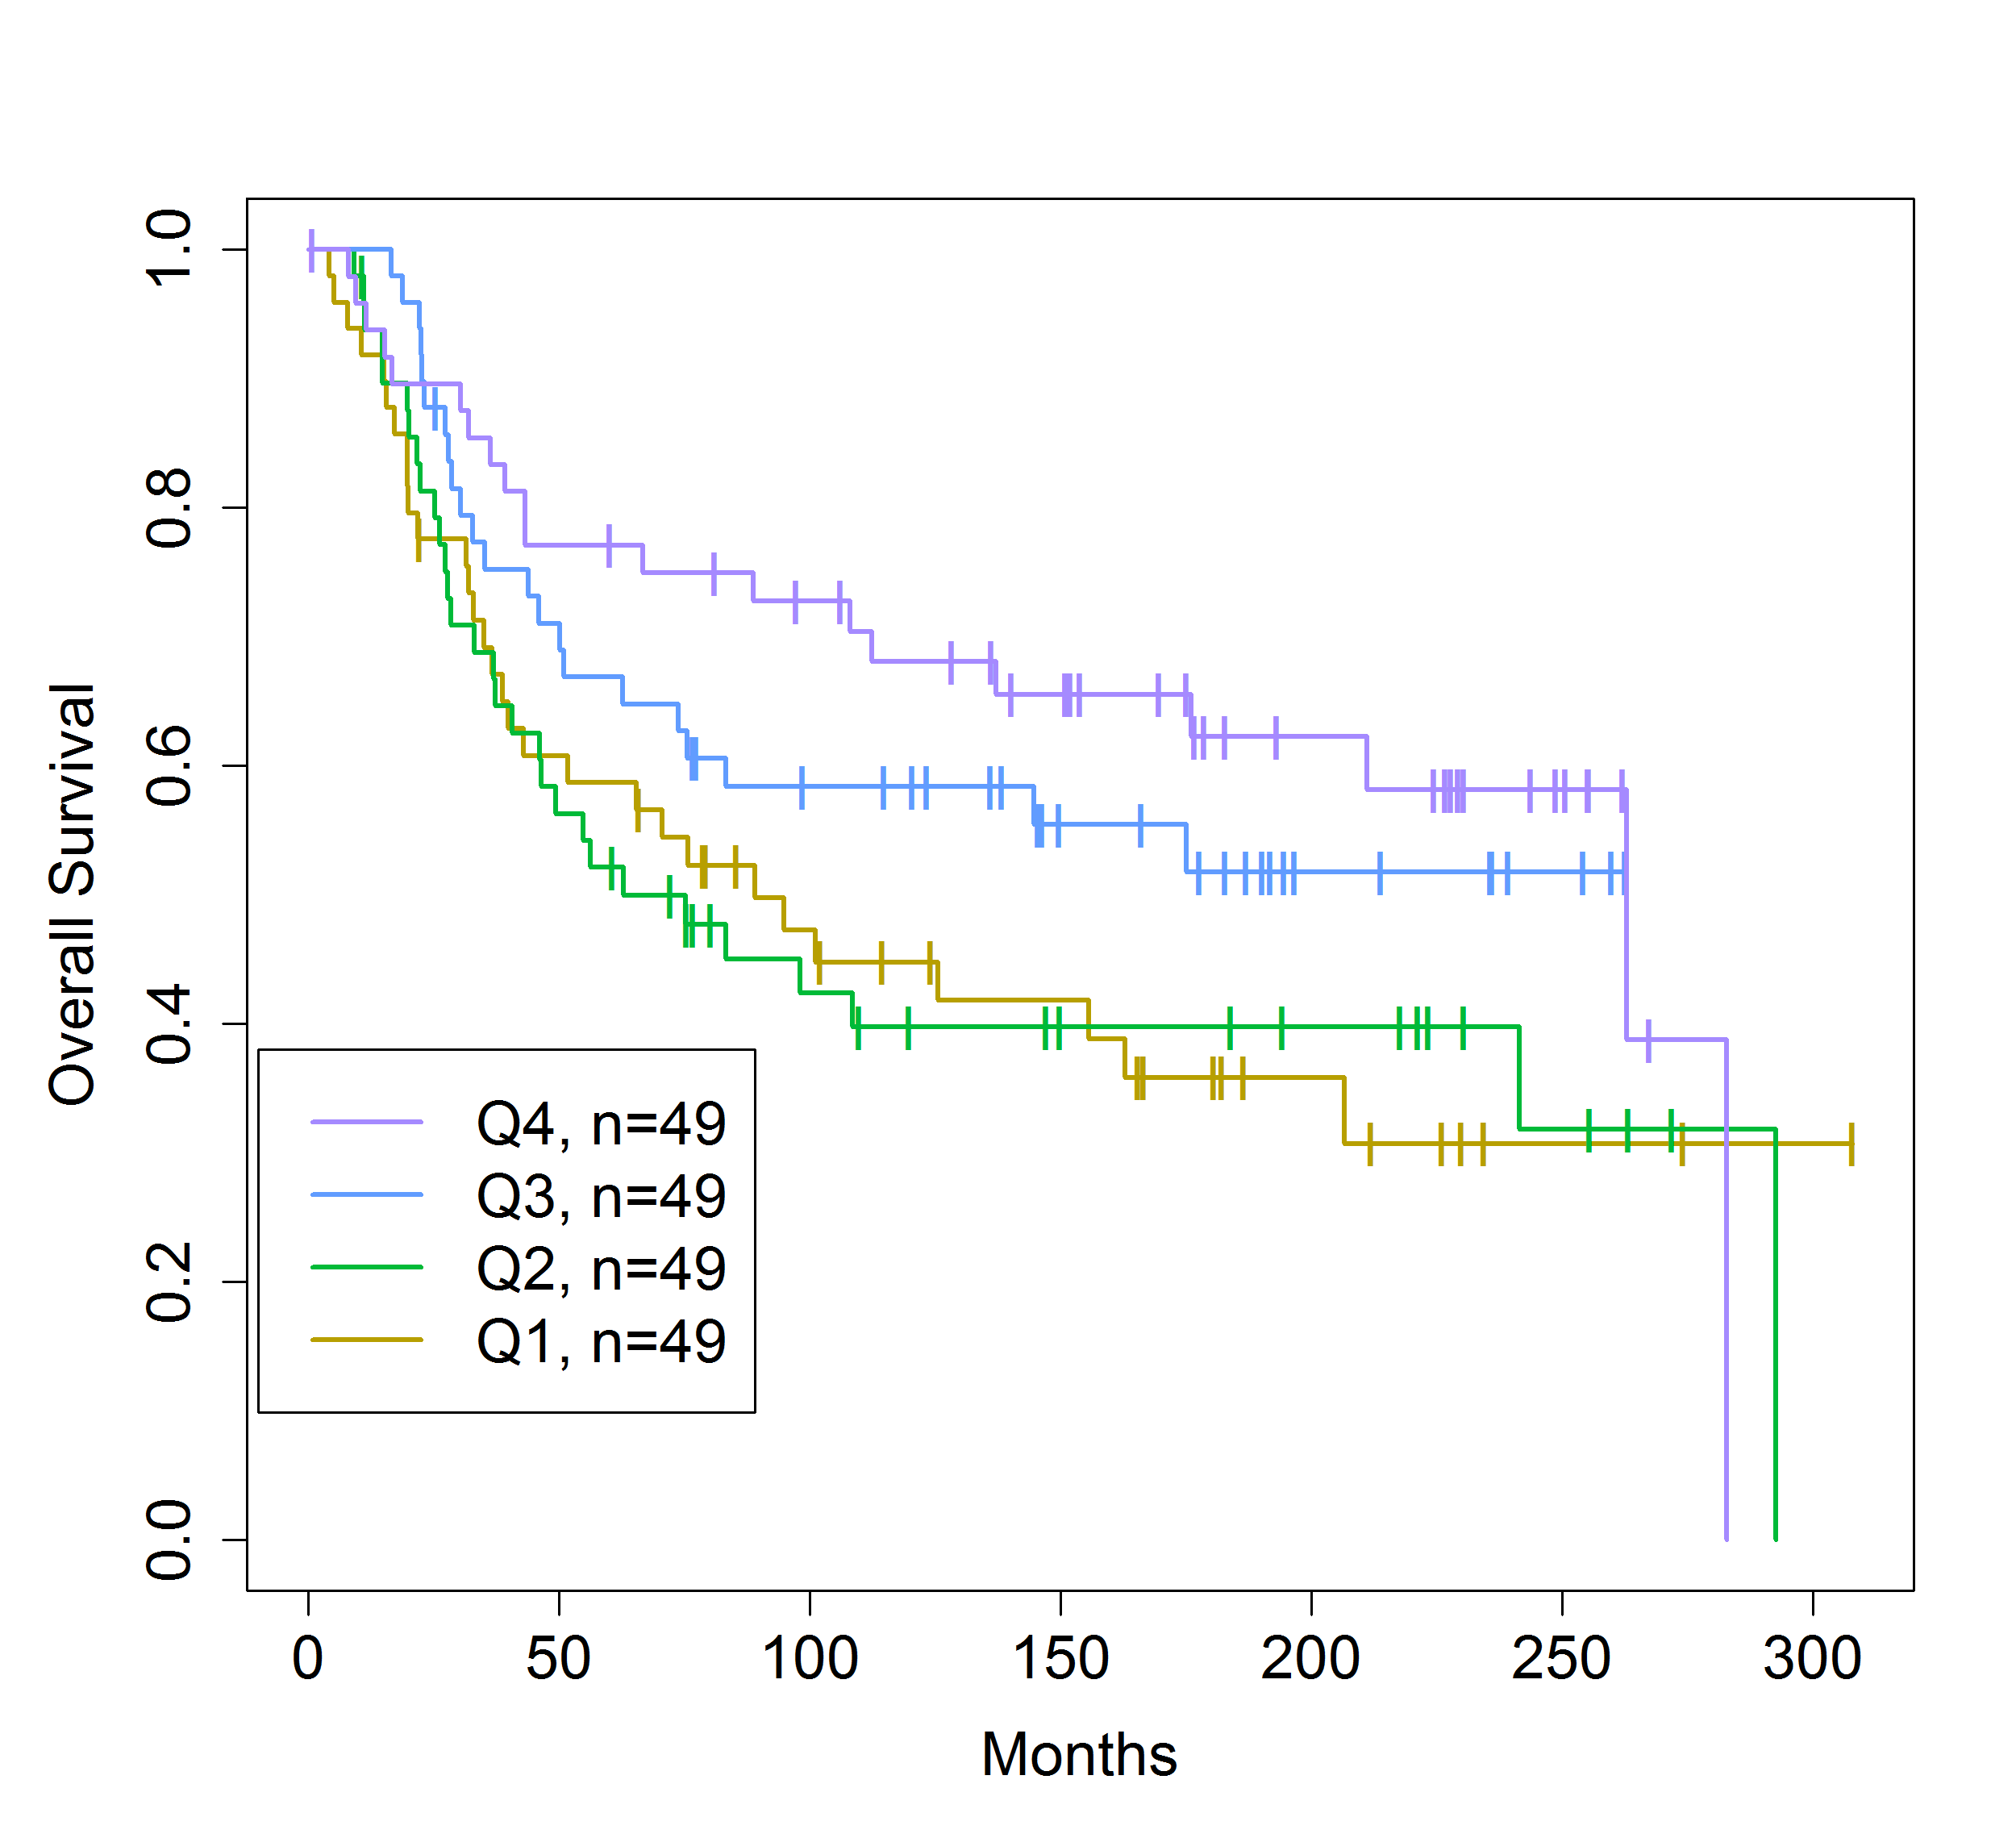 Overall Survival
1.0
0.8
0.6
0.4
0.2
0.0
Q4, n=49
Q3, n=49
Q2, n=49
Q1, n=49
0 50 100 150 200 250 300
Months